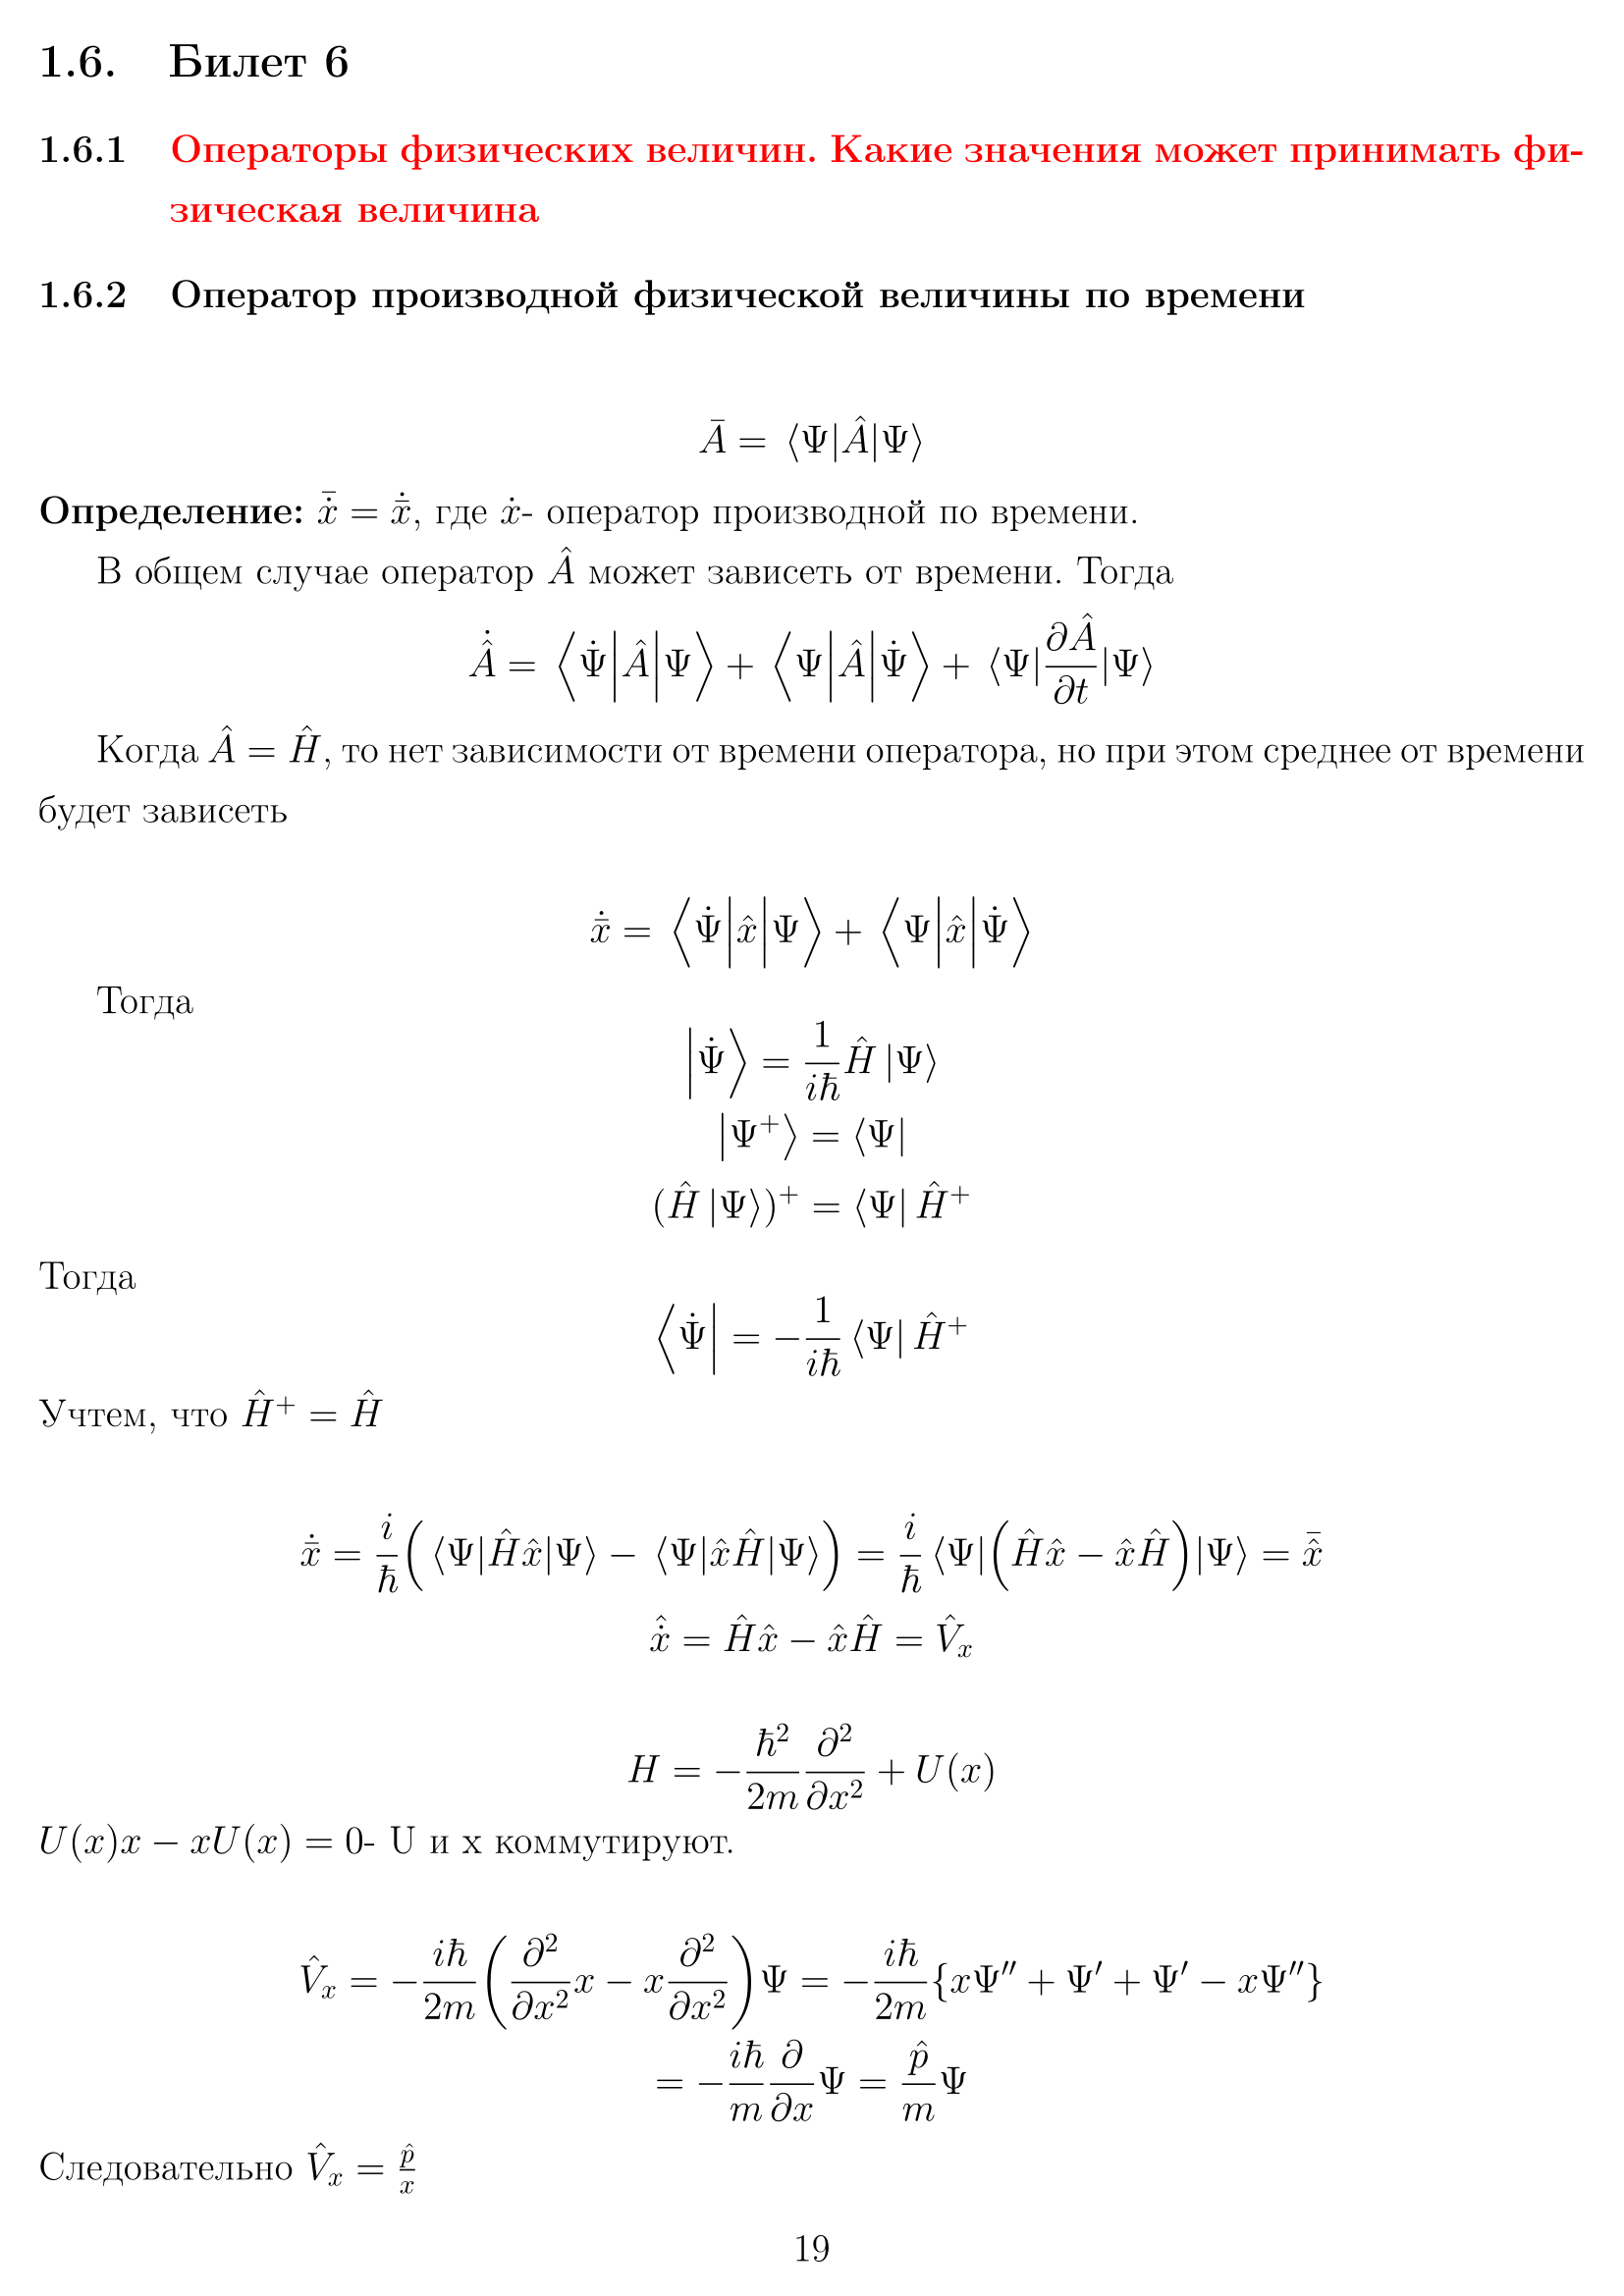 1.6. Билет 6
1.6.1 Операторы физических величин. Какие значения может принимать фи-
зическая величина
1.6.2 Оператор производной физической величины по времени
$\bar{A} = \langle\Psi|\hat{A}|\Psi\rangle$
Определение: $\bar{\dot{x}} = \dot{\bar{x}}$, где $\dot{x}$- оператор производной по времени.
В общем случае оператор $\hat{A}$ может зависеть от времени. Тогда
$\dot{\hat{A}} = \left\langle\dot{\Psi}\middle|\hat{A}\middle|\Psi\right\rangle + \left\langle\Psi\middle|\hat{A}\middle|\dot{\Psi}\right\rangle + \langle\Psi|\frac{\partial\hat{A}}{\partial t}|\Psi\rangle$
Когда $\hat{A} = \hat{H}$, то нет зависимости от времени оператора, но при этом среднее от времени
будет зависеть
$\dot{\bar{x}} = \left\langle\dot{\Psi}\middle|\hat{x}\middle|\Psi\right\rangle + \left\langle\Psi\middle|\hat{x}\middle|\dot{\Psi}\right\rangle$
Тогда
$\left|\dot{\Psi}\right\rangle = \frac{1}{i\hbar}\hat{H}|\Psi\rangle$
$\left|\Psi^+\right\rangle = \langle\Psi|$
$(\hat{H}|\Psi\rangle)^+ = \langle\Psi|\hat{H}^+$
Тогда
$\left\langle\dot{\Psi}\right| = -\frac{1}{i\hbar}\langle\Psi|\hat{H}^+$
Учтем, что $\hat{H}^+ = \hat{H}$
$\dot{\bar{x}} = \frac{i}{\hbar}\left(\langle\Psi|\hat{H}\hat{x}|\Psi\rangle - \langle\Psi|\hat{x}\hat{H}|\Psi\rangle\right) = \frac{i}{\hbar}\langle\Psi|\left(\hat{H}\hat{x} - \hat{x}\hat{H}\right)|\Psi\rangle = \bar{\hat{x}}$
$\hat{\dot{x}} = \hat{H}\hat{x} - \hat{x}\hat{H} = \hat{V}_x$
$H = -\frac{\hbar^2}{2m}\frac{\partial^2}{\partial x^2} + U(x)$
$U(x)x - xU(x) = 0$- U и x коммутируют.
$\hat{V}_x = -\frac{i\hbar}{2m}\left(\frac{\partial^2}{\partial x^2}x - x\frac{\partial^2}{\partial x^2}\right)\Psi = -\frac{i\hbar}{2m}\{x\Psi'' + \Psi' + \Psi' - x\Psi''\}$
$= -\frac{i\hbar}{m}\frac{\partial}{\partial x}\Psi = \frac{\hat{p}}{m}\Psi$
Следовательно $\hat{V}_x = \frac{\hat{p}}{x}$
19